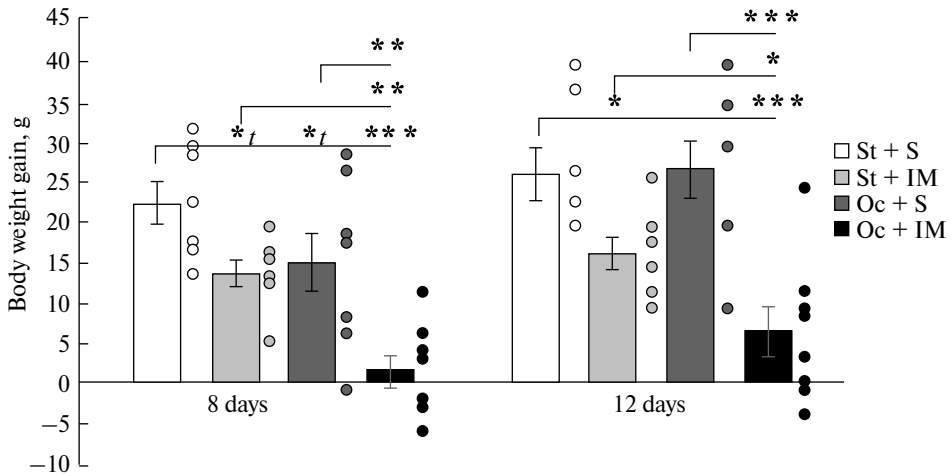 Body weight gain, g
45
40
35
30
25
20
15
10
5
0
−5
−10
**
**
*t *t ***
***
*
* ***
8 days
12 days
St + S
St + IM
Oc + S
Oc + IM